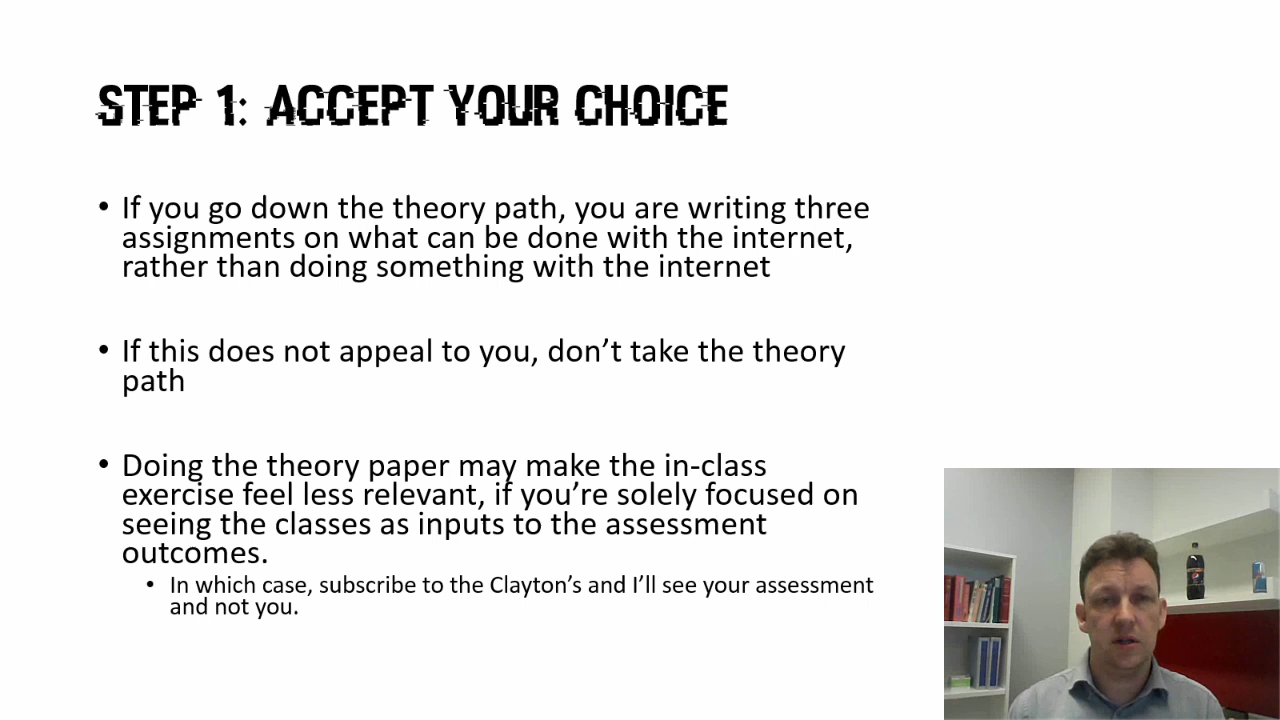 STEP 1: ACCEPT YOUR CHOICE
• If you go down the theory path, you are writing three
assignments on what can be done with the internet,
rather than doing something with the internet
• If this does not appeal to you, don’t take the theory
path
• Doing the theory paper may make the in-class
exercise feel less relevant, if you’re solely focused on
seeing the classes as inputs to the assessment
outcomes.
• In which case, subscribe to the Clayton’s and I’ll see your assessment
and not you.